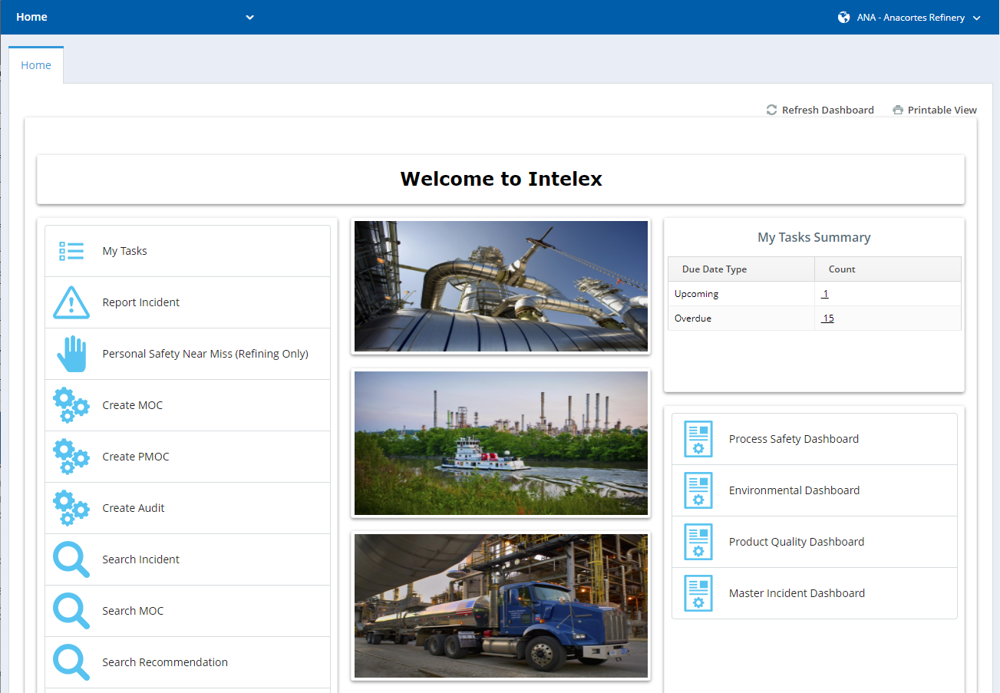 Home
ANA - Anacortes Refinery
Home
Refresh Dashboard
Printable View
Welcome to Intelex
My Tasks
Report Incident
Personal Safety Near Miss (Refining Only)
Create MOC
Create PMOC
Create Audit
Search Incident
Search MOC
Search Recommendation
My Tasks Summary
Due Date Type Count
Upcoming 1
Overdue 15
Process Safety Dashboard
Environmental Dashboard
Product Quality Dashboard
Master Incident Dashboard